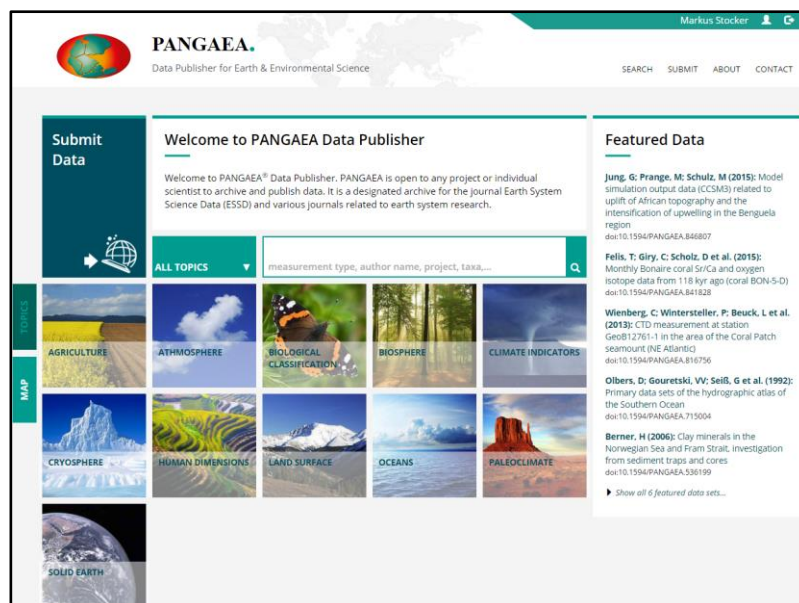 Markus Stocker
PANGAEA.
Data Publisher for Earth & Environmental Science
SEARCH SUBMIT ABOUT CONTACT
Submit
Data
Welcome to PANGAEA Data Publisher
Welcome to PANGAEA® Data Publisher. PANGAEA is open to any project or individual
scientist to archive and publish data. It is a designated archive for the journal Earth System
Science Data (ESSD) and various journals related to earth system research.
ALL TOPICS
measurement type, author name, project, taxa,...
TOPICS
MAP
AGRICULTURE
ATHMOSPHERE
BIOLOGICAL
CLASSIFICATION
BIOSPHERE
CLIMATE INDICATORS
CRYOSPHERE
HUMAN DIMENSIONS
LAND SURFACE
OCEANS
PALEOCLIMATE
SOLID EARTH
Featured Data
Jung, G; Prange, M; Schulz, M (2015): Model
simulation output data (CCSM3) related to
uplift of African topography and the
intensification of upwelling in the Benguela
region
doi:10.1594/PANGAEA.846807
Felis, T; Giry, C; Scholz, D et al. (2015):
Monthly Bonaire coral Sr/Ca and oxygen
isotope data from 118 kyr ago (coral BON-5-D)
doi:10.1594/PANGAEA.841828
Wienberg, C; Wintersteller, P; Beuck, L et al.
(2013): CTD measurement at station
GeoB12761-1 in the area of the Coral Patch
seamount (NE Atlantic)
doi:10.1594/PANGAEA.816756
Olbers, D; Gouretski, VV; Seiß, G et al. (1992):
Primary data sets of the hydrographic atlas of
the Southern Ocean
doi:10.1594/PANGAEA.715004
Berner, H (2006): Clay minerals in the
Norwegian Sea and Fram Strait, investigation
from sediment traps and cores
doi:10.1594/PANGAEA.536199
Show all 6 featured data sets...